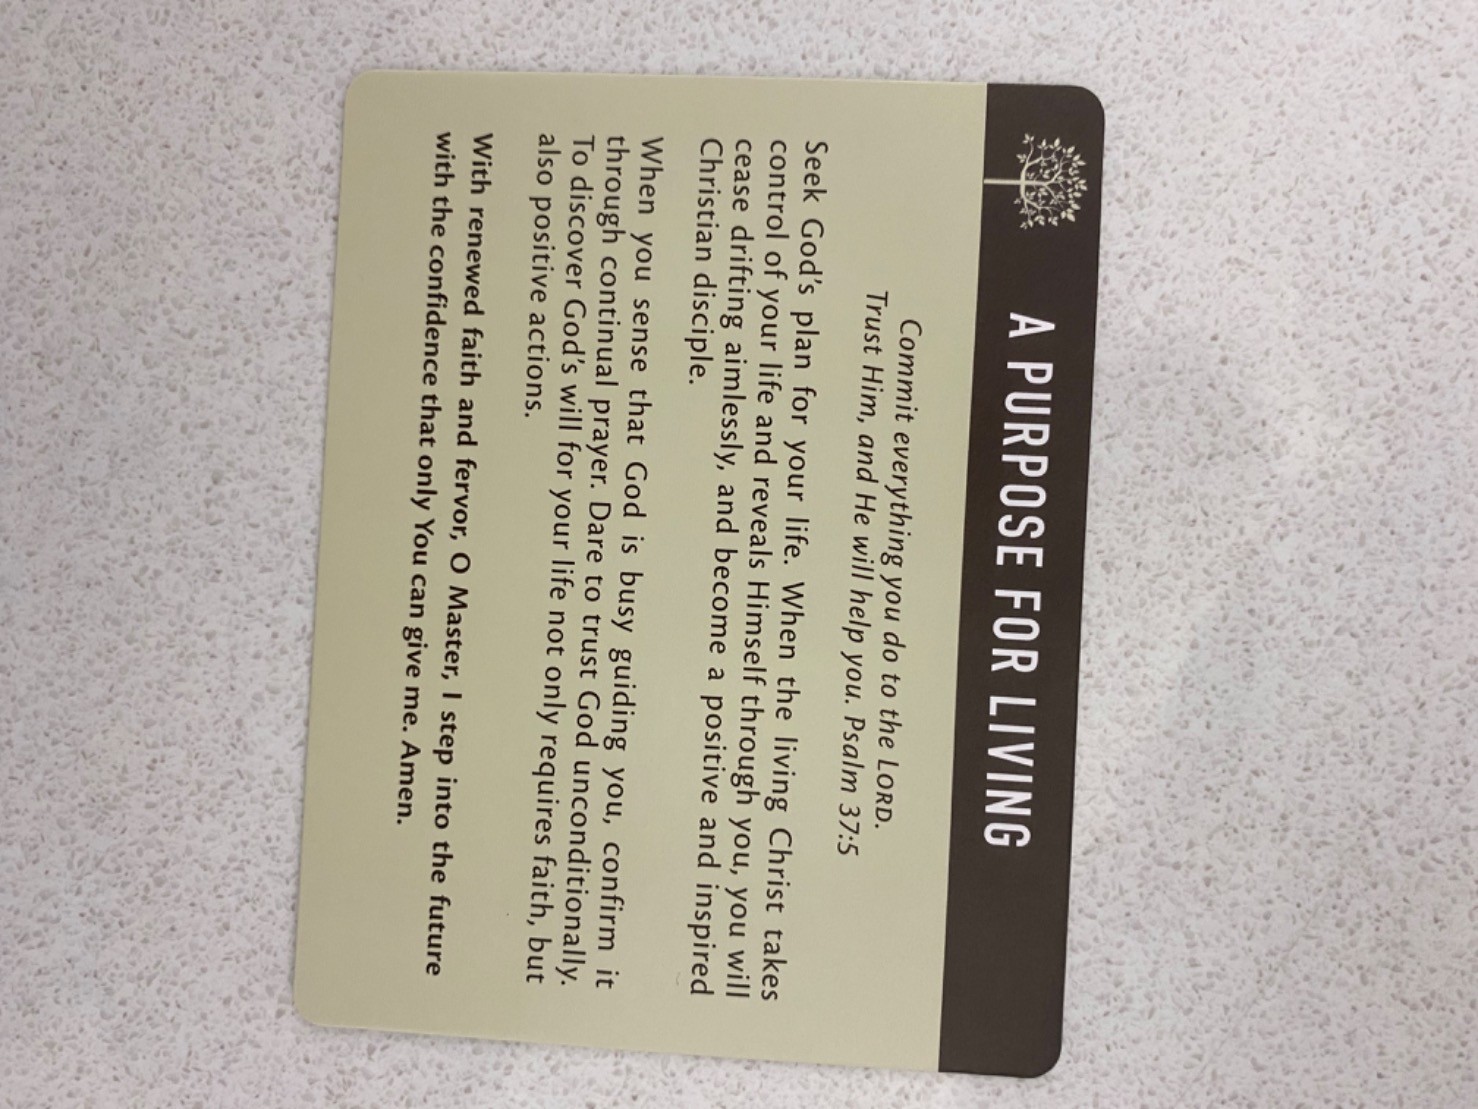 A PURPOSE FOR LIVING
Commit everything you do to the LORD.
Trust Him, and He will help you. Psalm 37:5
Seek God's plan for your life. When the living Christ takes
control of your life and reveals Himself through you, you will
cease drifting aimlessly, and become a positive and inspired
Christian disciple.
When you sense that God is busy guiding you, confirm it
through continual prayer. Dare to trust God unconditionally.
To discover God's will for your life not only requires faith, but
also positive actions.
With renewed faith and fervor, O Master, I step into the future
with the confidence that only You can give me. Amen.